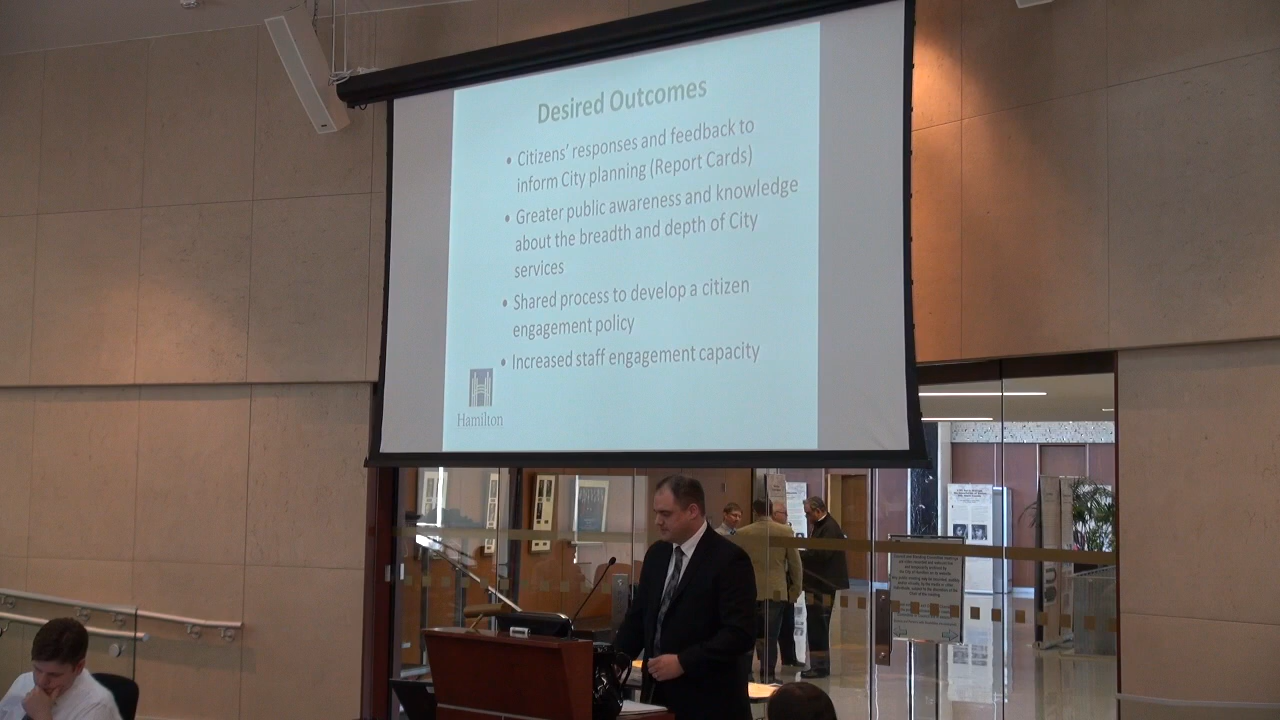 Desired Outcomes
• Citizens' responses and feedback to
inform City planning (Report Cards)
• Greater public awareness and knowledge
about the breadth and depth of City
services
• Shared process to develop a citizen
engagement policy
• Increased staff engagement capacity
Hamilton